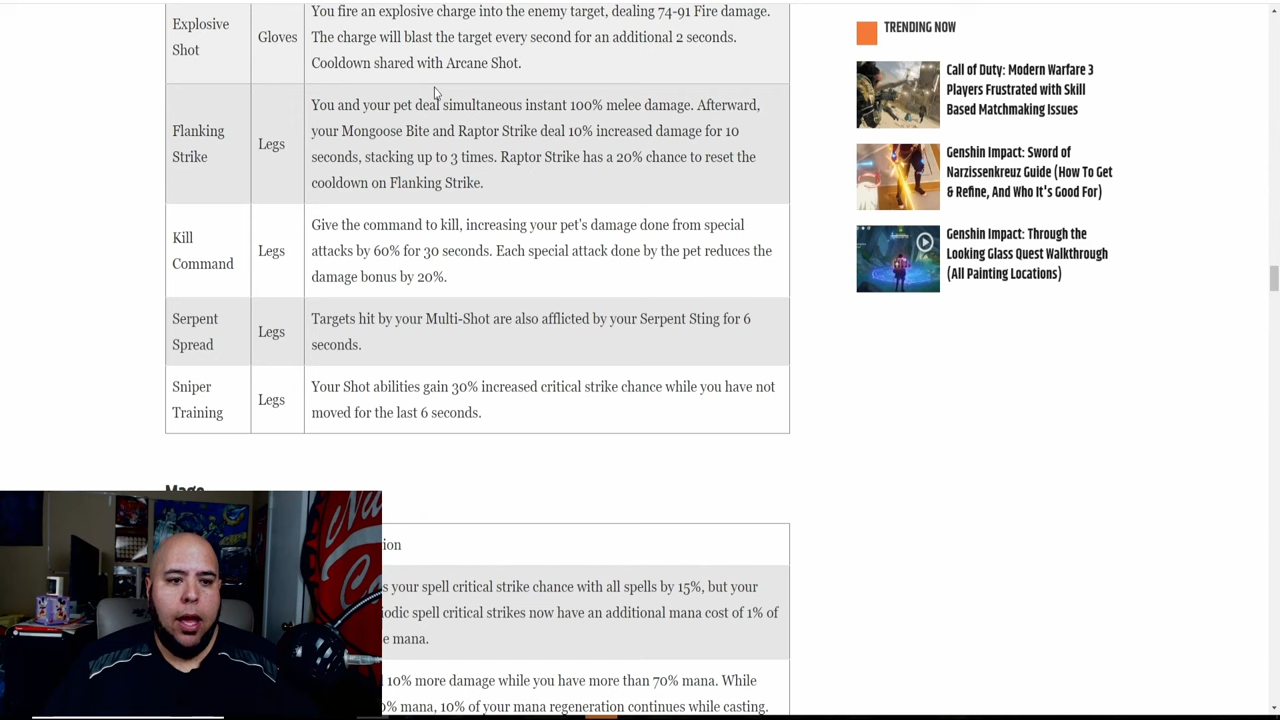 You fire an explosive charge into the enemy target, dealing 74-91 Fire damage.
Explosive
Shot
Gloves
The charge will blast the target every second for an additional 2 seconds.
Cooldown shared with Arcane Shot.
You and your pet deal simultaneous instant 100% melee damage. Afterward,
Flanking
Strike
Legs
your Mongoose Bite and Raptor Strike deal 10% increased damage for 10
seconds, stacking up to 3 times. Raptor Strike has a 20% chance to reset the
cooldown on Flanking Strike.
Kill
Command
Legs
Give the command to kill, increasing your pet's damage done from special
attacks by 60% for 30 seconds. Each special attack done by the pet reduces the
damage bonus by 20%.
Serpent
Spread
Legs
Targets hit by your Multi-Shot are also afflicted by your Serpent Sting for 6
seconds.
Sniper
Training
Legs
Your Shot abilities gain 30% increased critical strike chance while you have not
moved for the last 6 seconds.
Mage
ion
s your spell critical strike chance with all spells by 15%, but your
iodic spell critical strikes now have an additional mana cost of 1% of
e mana.
10% more damage while you have more than 70% mana. While
0% mana, 10% of your mana regeneration continues while casting.
TRENDING NOW
Call of Duty: Modern Warfare 3
Players Frustrated with Skill
Based Matchmaking Issues
Genshin Impact: Sword of
Narzissenkreuz Guide (How To Get
& Refine, And Who It's Good For)
Genshin Impact: Through the
Looking Glass Quest Walkthrough
(All Painting Locations)